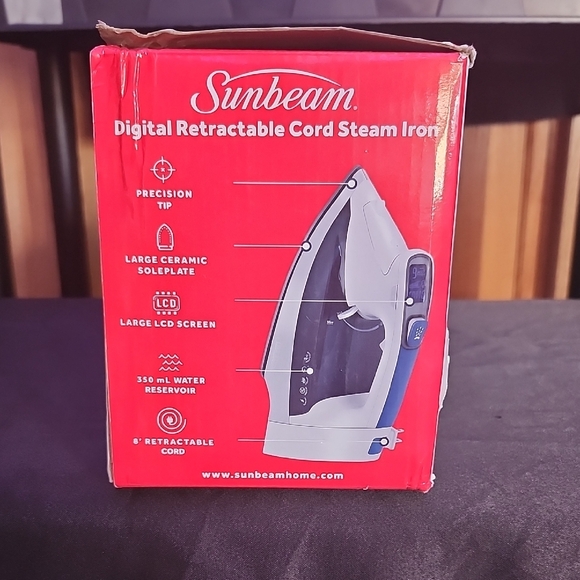 Sunbeam®
Digital Retractable Cord Steam Iron
PRECISION
TIP
LARGE CERAMIC
SOLEPLATE
LCD
LARGE LCD SCREEN
350 mL WATER
RESERVOIR
8' RETRACTABLE
CORD
www.sunbeamhome.com